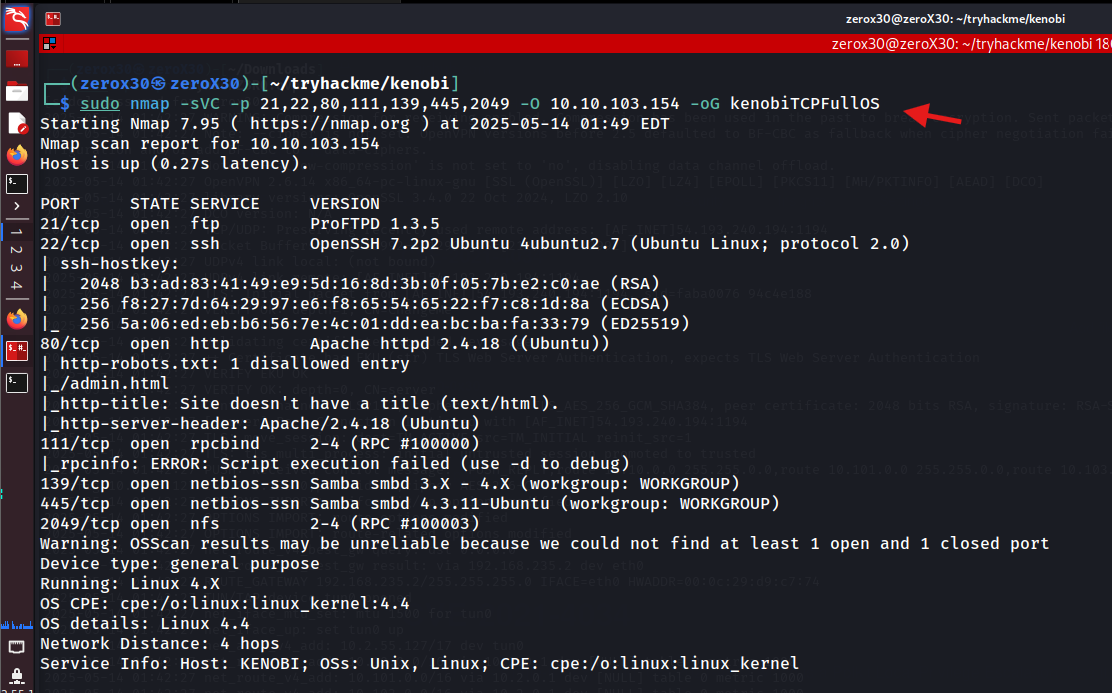 zerox30@zeroX30: ~/tryhackme/kenobi
zerox30@zeroX30: ~/tryhackme/kenobi 180
┌──(zerox30㉿zeroX30)-[~/tryhackme/kenobi]
└─$ sudo nmap -sVC -p 21,22,80,111,139,445,2049 -O 10.10.103.154 -oG kenobiTCPFullOS
Starting Nmap 7.95 ( https://nmap.org ) at 2025-05-14 01:49 EDT
Nmap scan report for 10.10.103.154
Host is up (0.27s latency).
PORT     STATE SERVICE     VERSION
21/tcp   open  ftp         ProFTPD 1.3.5
22/tcp   open  ssh         OpenSSH 7.2p2 Ubuntu 4ubuntu2.7 (Ubuntu Linux; protocol 2.0)
| ssh-hostkey:
|   2048 b3:ad:83:41:49:e9:5d:16:8d:3b:0f:05:7b:e2:c0:ae (RSA)
|   256 f8:27:7d:64:29:97:e6:f8:65:54:65:22:f7:c8:1d:8a (ECDSA)
|_  256 5a:06:ed:eb:b6:56:7e:4c:01:dd:ea:bc:ba:fa:33:79 (ED25519)
80/tcp   open  http        Apache httpd 2.4.18 ((Ubuntu))
| http-robots.txt: 1 disallowed entry
|_/admin.html
|_http-title: Site doesn't have a title (text/html).
|_http-server-header: Apache/2.4.18 (Ubuntu)
111/tcp  open  rpcbind     2-4 (RPC #100000)
|_rpcinfo: ERROR: Script execution failed (use -d to debug)
139/tcp  open  netbios-ssn Samba smbd 3.X - 4.X (workgroup: WORKGROUP)
445/tcp  open  netbios-ssn Samba smbd 4.3.11-Ubuntu (workgroup: WORKGROUP)
2049/tcp open  nfs         2-4 (RPC #100003)
Warning: OSScan results may be unreliable because we could not find at least 1 open and 1 closed port
Device type: general purpose
Running: Linux 4.X
OS CPE: cpe:/o:linux:linux_kernel:4.4
OS details: Linux 4.4
Network Distance: 4 hops
Service Info: Host: KENOBI; OSs: Unix, Linux; CPE: cpe:/o:linux:linux_kernel
1
2
3
4